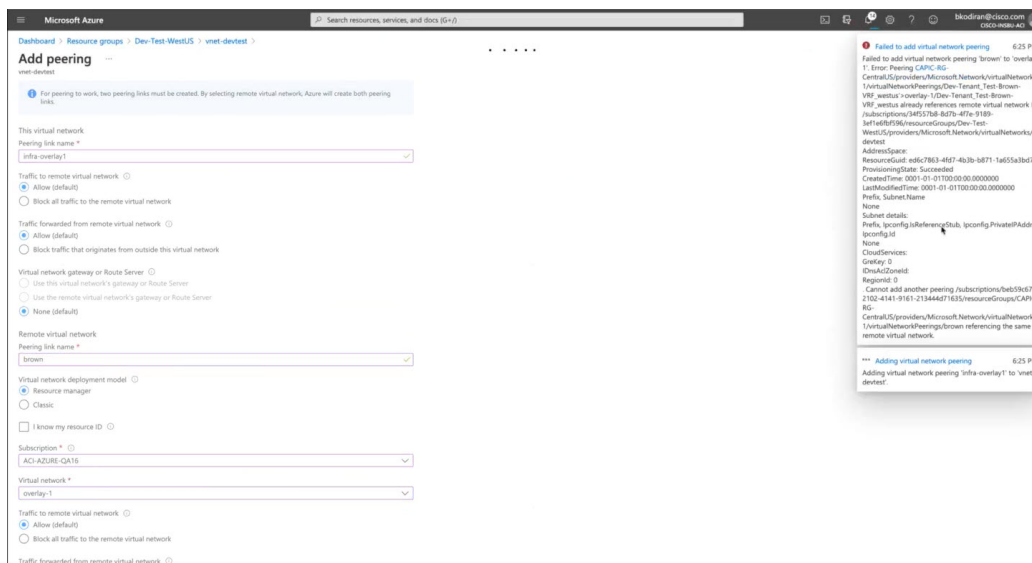 Microsoft Azure
Search resources, services, and docs (G+/)
bkodiran@cisco.com
CISCO-INSBU-ACI
Dashboard > Resource groups > Dev-Test-WestUS > vnet-devtest >
Add peering ...
vnet-devtest
For peering to work, two peering links must be created. By selecting remote virtual network, Azure will create both peering
links.
This virtual network
Peering link name *
infra-overlay1
Traffic to remote virtual network
Allow (default)
Block all traffic to the remote virtual network
Traffic forwarded from remote virtual network
Allow (default)
Block traffic that originates from outside this virtual network
Virtual network gateway or Route Server
Use this virtual network's gateway or Route Server
Use the remote virtual network's gateway or Route Server
None (default)
Remote virtual network
Peering link name *
brown
Virtual network deployment model
Resource manager
Classic
I know my resource ID
Subscription *
ACI-AZURE-QA16
Virtual network *
overlay-1
Traffic to remote virtual network
Allow (default)
Block all traffic to the remote virtual network
Traffic forwarded from remote virtual network
Failed to add virtual network peering 6:25 P
Failed to add virtual network peering 'brown' to 'overla
1'. Error: Peering CAPIC-RG-
CentralUS/providers/Microsoft.Network/virtualNetwork
1/virtualNetworkPeerings/Dev-Tenant_Test-Brown-
VRF_westus'>overlay-1/Dev-Tenant_Test-Brown-
VRF_westus already references remote virtual network
/subscriptions/34f557b8-8d7b-4f7e-9189-
3ef1e6fbf596/resourceGroups/Dev-Test-
WestUS/providers/Microsoft.Network/virtualNetworks/
devtest
AddressSpace:
ResourceGuid: ed6c7863-4fd7-4b3b-b871-1a655a3bd7
ProvisioningState: Succeeded
CreatedTime: 0001-01-01T00:00:00.0000000
LastModifiedTime: 0001-01-01T00:00:00.0000000
Prefix, Subnet.Name
None
Subnet details:
Prefix, Ipconfig.IsReferenceStub, Ipconfig.PrivateIPAddr
Ipconfig.Id
None
CloudServices:
GreKey: 0
IDnsAclZoneId:
RegionId: 0
. Cannot add another peering /subscriptions/beb59c67
2102-4141-9161-213444d71635/resourceGroups/CAPI
RG-
CentralUS/providers/Microsoft.Network/virtualNetwork
1/virtualNetworkPeerings/brown referencing the same
remote virtual network.
Adding virtual network peering 6:25 P
Adding virtual network peering 'infra-overlay1' to 'vnet
devtest'.